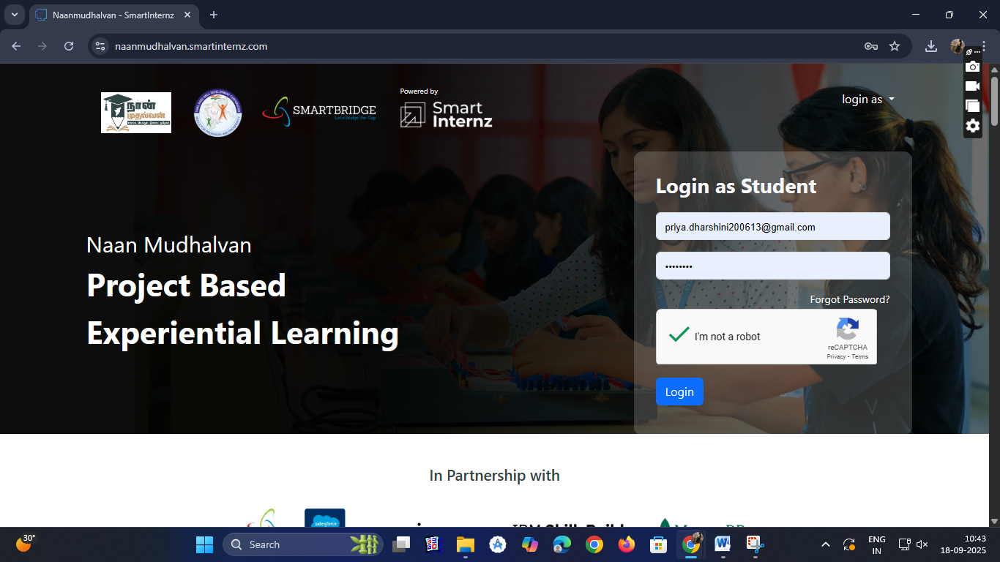 Naanmudhalvan - SmartInternz
naanmudhalvan.smartinternz.com
நான்
முதல்வன்
SMARTBRIDGE
Let's Bridge the Gap
Powered by
Smart
Internz
login as
Login as Student
priya.dharshini200613@gmail.com
••••••••
Forgot Password?
I'm not a robot
reCAPTCHA
Privacy - Terms
Login
Naan Mudhalvan
Project Based
Experiential Learning
In Partnership with
salesforce
30°
Search
ENG
IN
10:43
18-09-2025